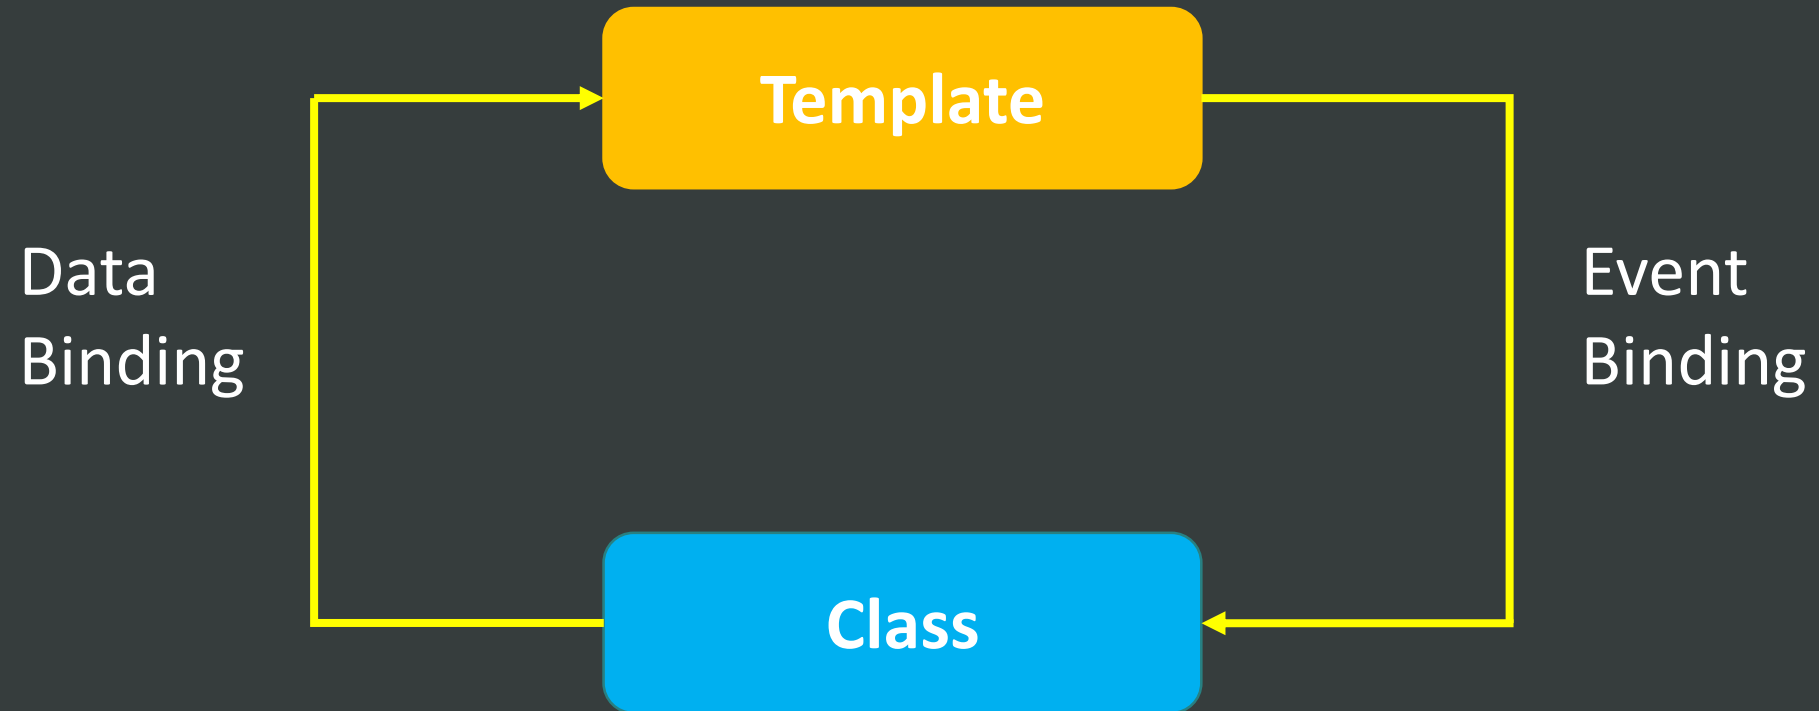 Template
Data
Binding
Event
Binding
Class